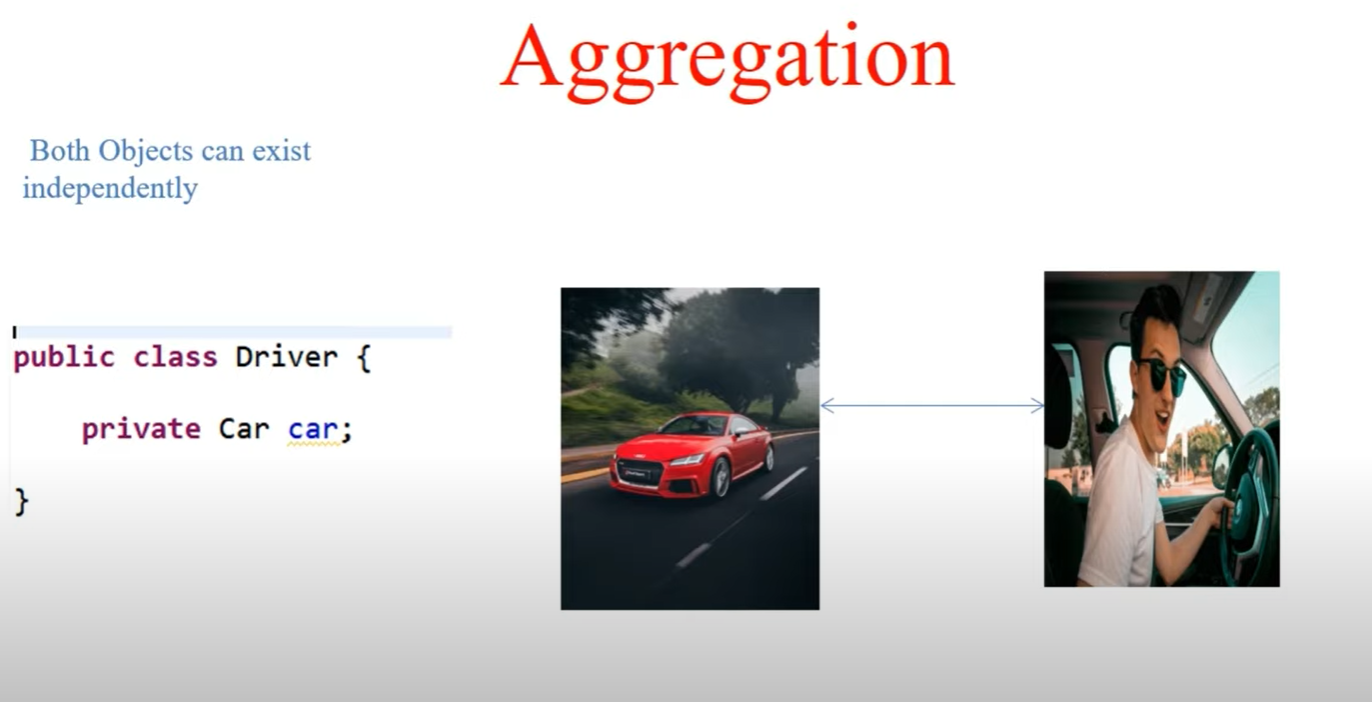 Aggregation
Both Objects can exist
independently
public class Driver {
private Car car;
}